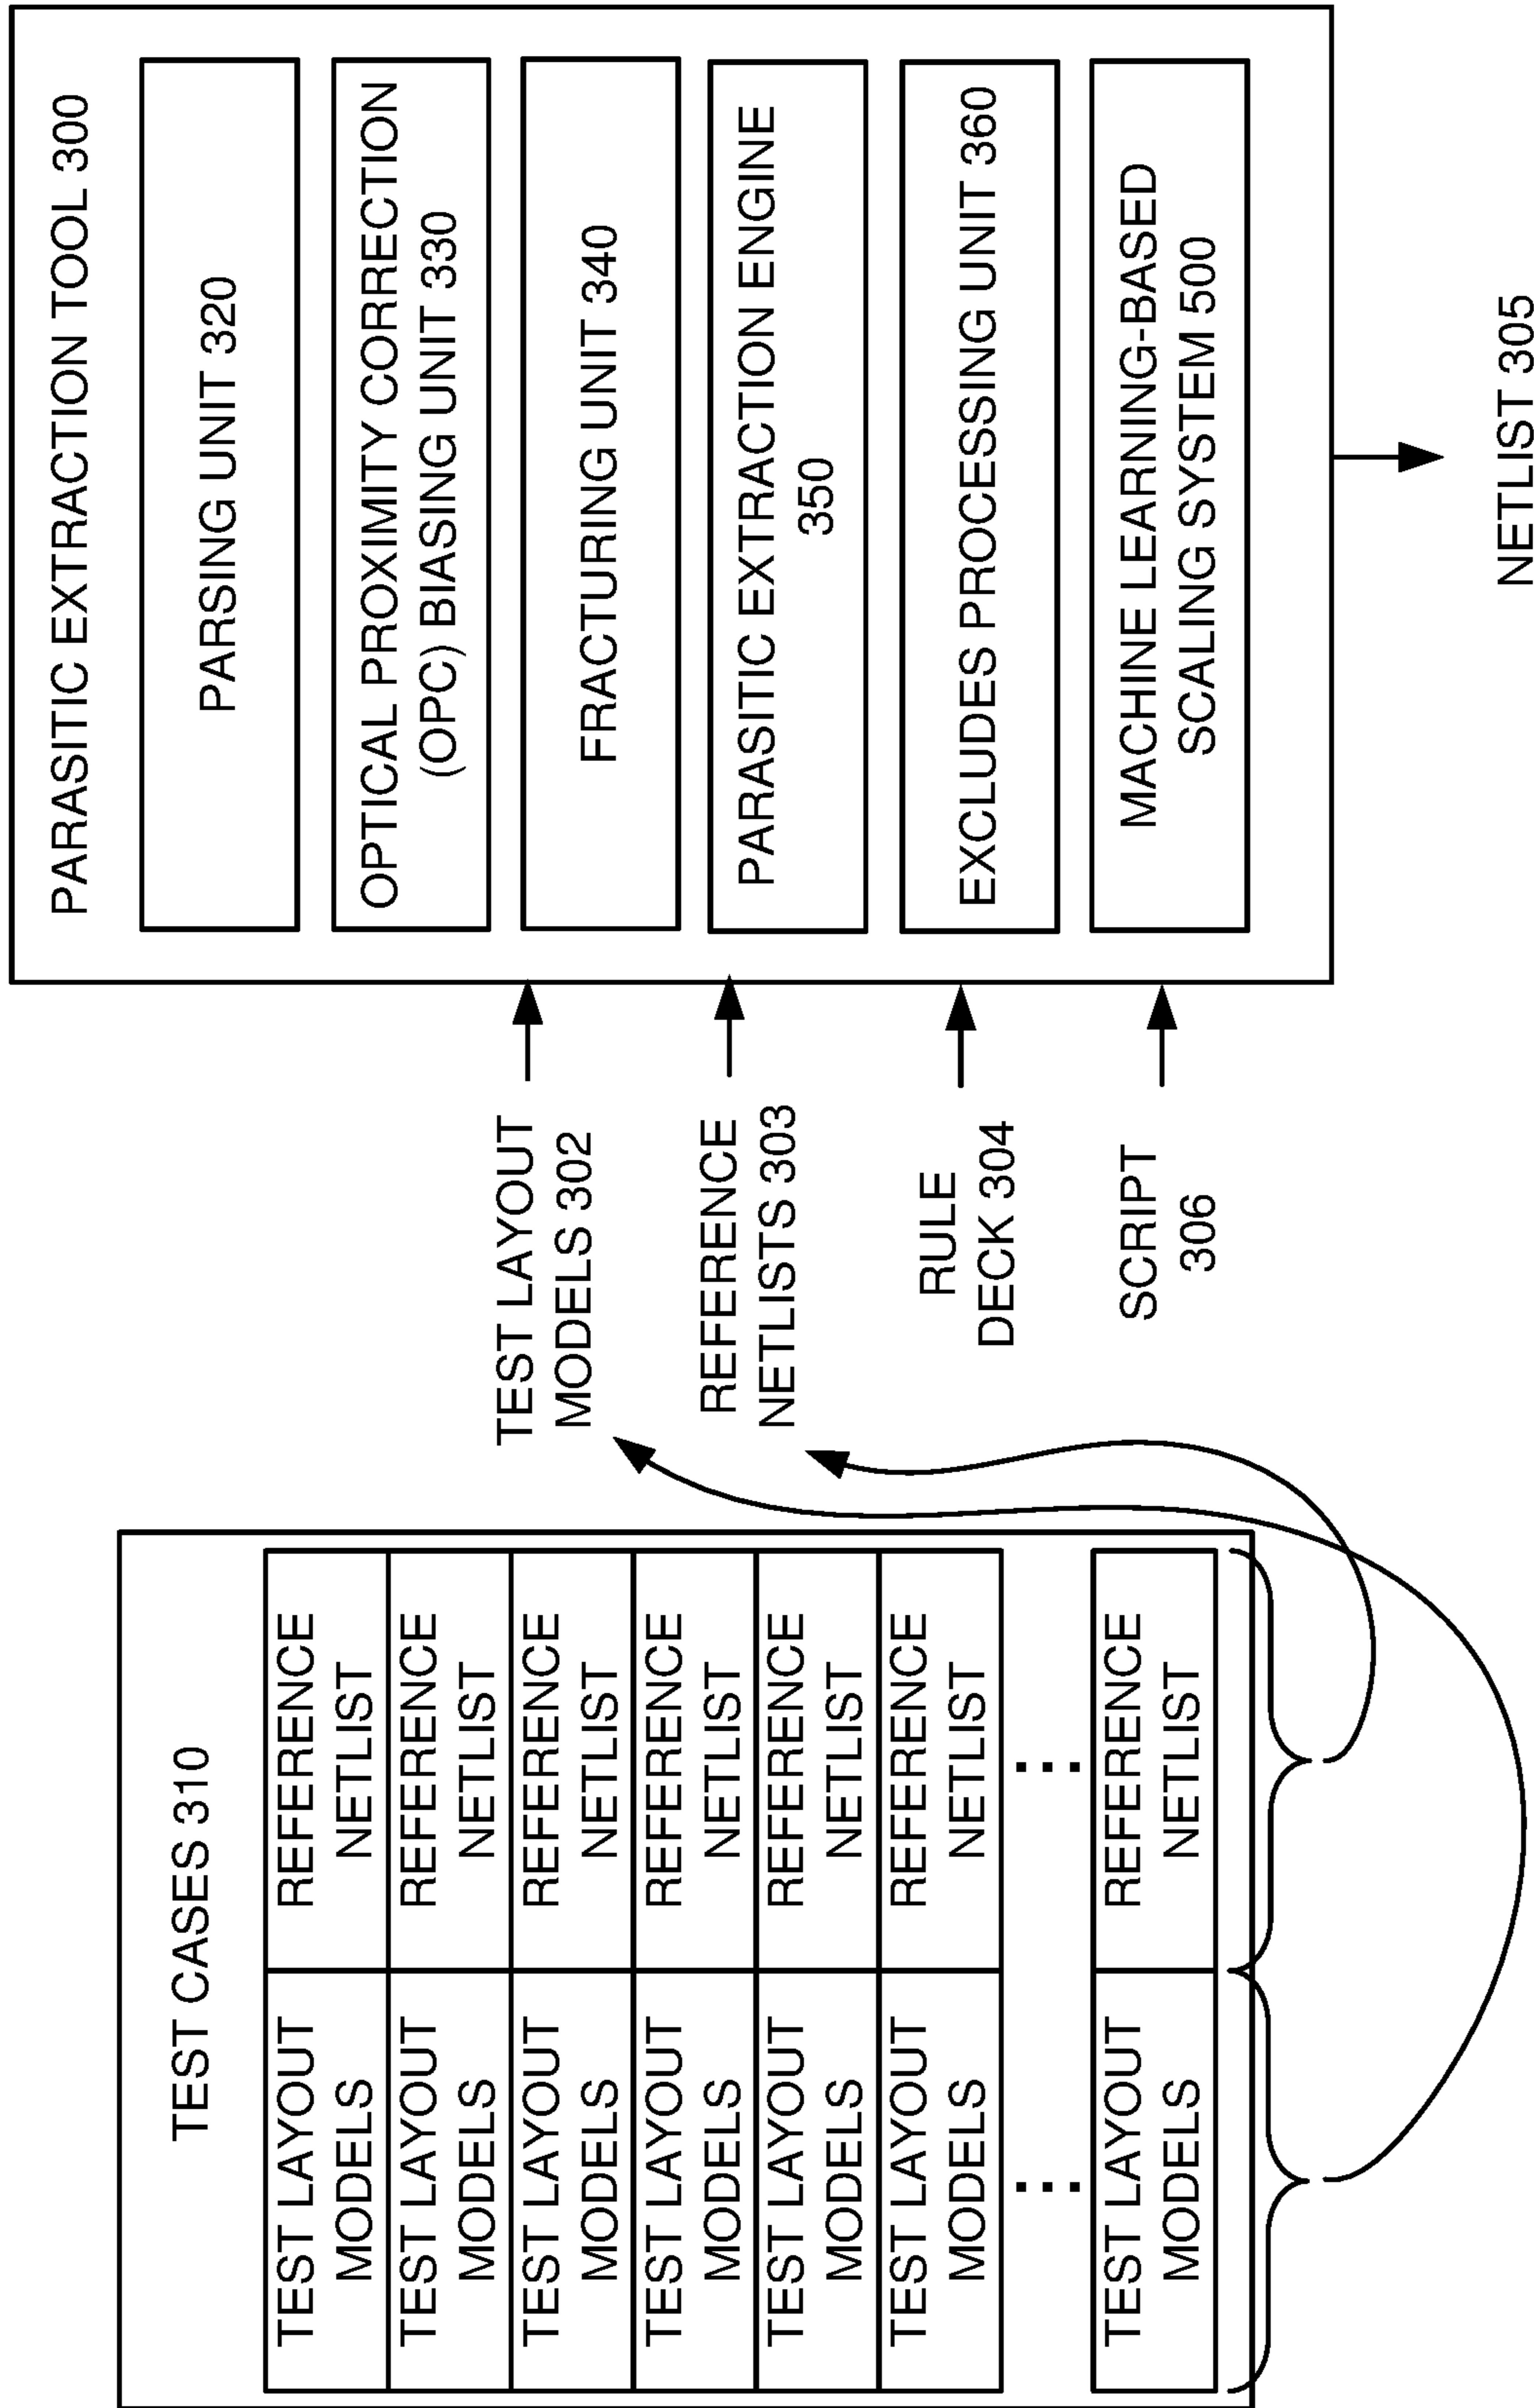 TEST CASES 310
TEST LAYOUT
MODELS
REFERENCE
NETLIST
TEST LAYOUT
MODELS
REFERENCE
NETLIST
TEST LAYOUT
MODELS
REFERENCE
NETLIST
TEST LAYOUT
MODELS
REFERENCE
NETLIST
TEST LAYOUT
MODELS
REFERENCE
NETLIST
TEST LAYOUT
MODELS
REFERENCE
NETLIST
...
...
TEST LAYOUT
MODELS
REFERENCE
NETLIST
TEST LAYOUT
MODELS 302
REFERENCE
NETLISTS 303
RULE
DECK 304
SCRIPT
306
PARASITIC EXTRACTION TOOL 300
PARSING UNIT 320
OPTICAL PROXIMITY CORRECTION
(OPC) BIASING UNIT 330
FRACTURING UNIT 340
PARASITIC EXTRACTION ENGINE
350
EXCLUDES PROCESSING UNIT 360
MACHINE LEARNING-BASED
SCALING SYSTEM 500
NETLIST 305